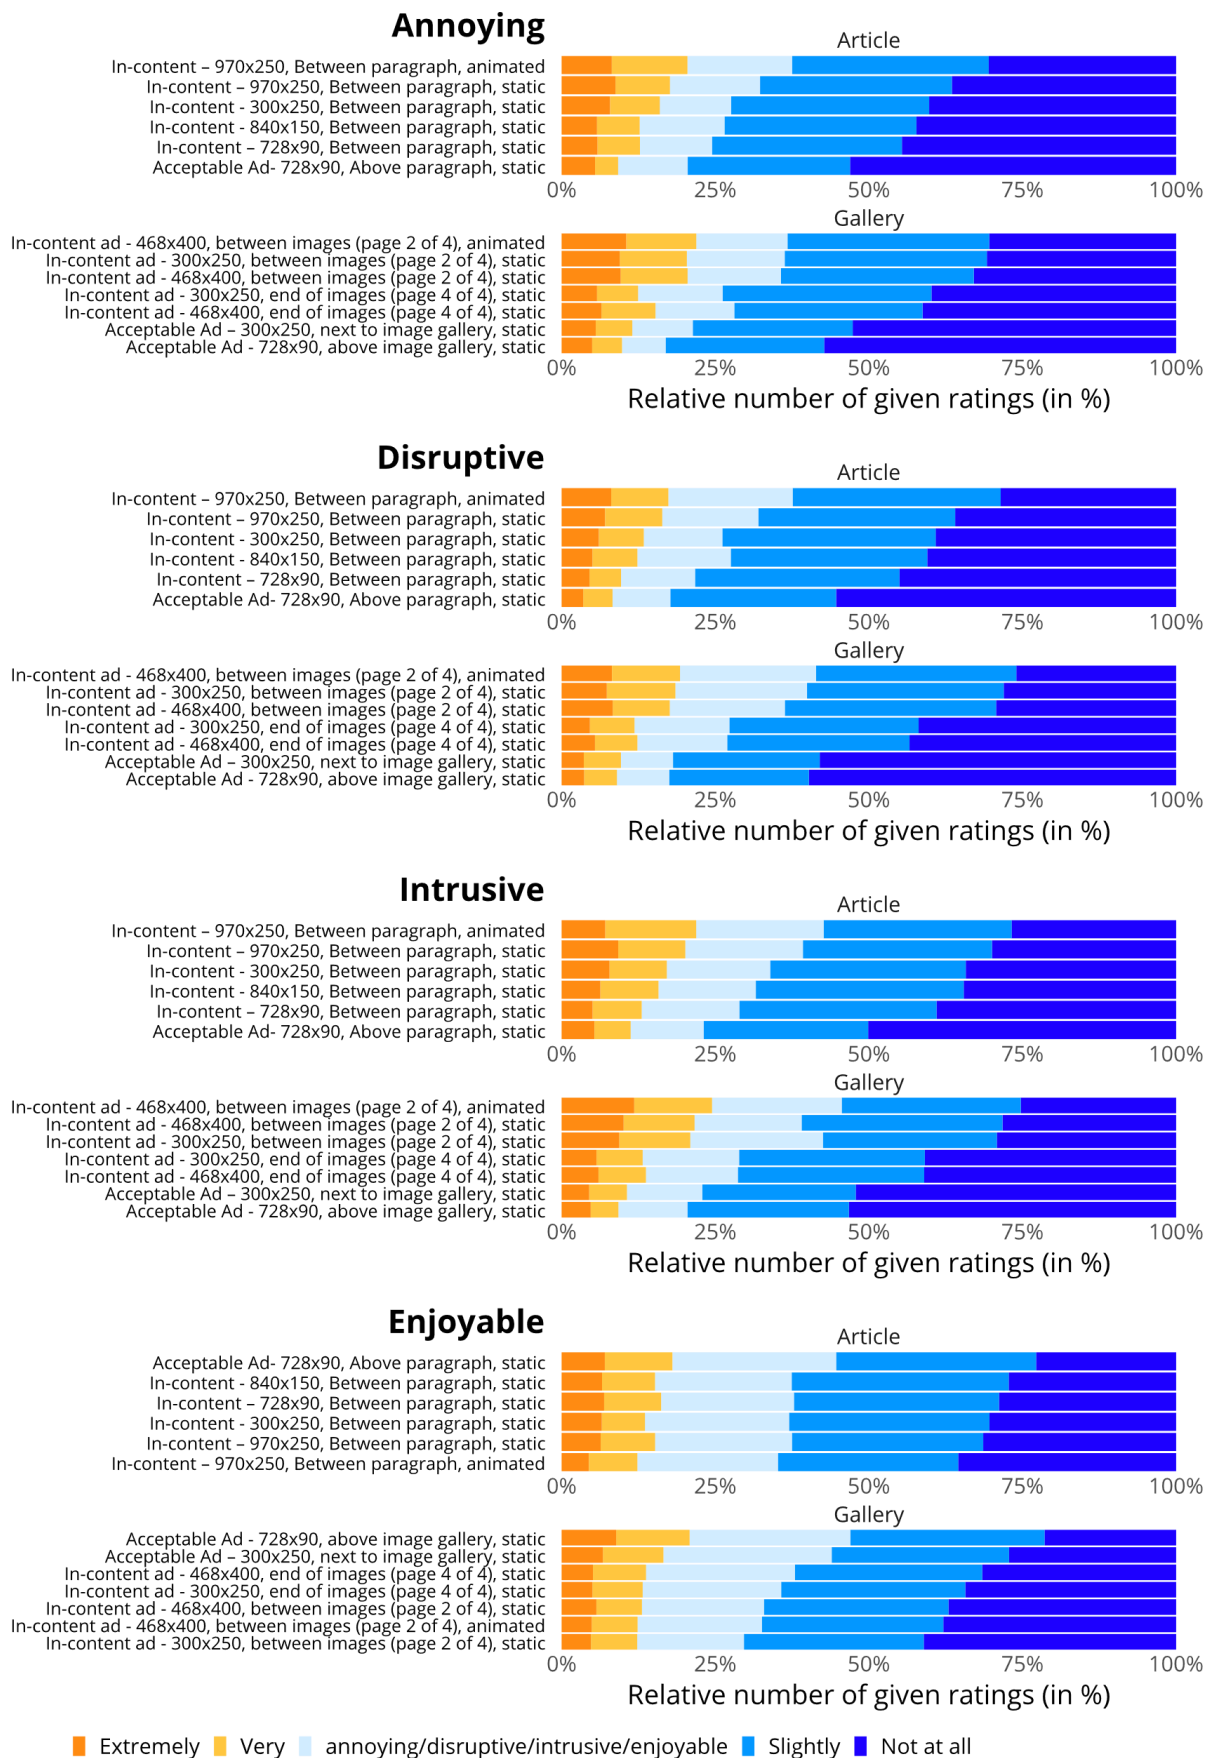 Annoying
Article
In-content – 970x250, Between paragraph, animated
In-content – 970x250, Between paragraph, static
In-content - 300x250, Between paragraph, static
In-content - 840x150, Between paragraph, static
In-content – 728x90, Between paragraph, static
Acceptable Ad- 728x90, Above paragraph, static
0% 25% 50% 75% 100%
Gallery
In-content ad - 468x400, between images (page 2 of 4), animated
In-content ad - 300x250, between images (page 2 of 4), static
In-content ad - 468x400, between images (page 2 of 4), static
In-content ad - 300x250, end of images (page 4 of 4), static
In-content ad - 468x400, end of images (page 4 of 4), static
Acceptable Ad – 300x250, next to image gallery, static
Acceptable Ad - 728x90, above image gallery, static
0% 25% 50% 75% 100%
Relative number of given ratings (in %)
Disruptive
Article
In-content – 970x250, Between paragraph, animated
In-content – 970x250, Between paragraph, static
In-content - 300x250, Between paragraph, static
In-content - 840x150, Between paragraph, static
In-content – 728x90, Between paragraph, static
Acceptable Ad- 728x90, Above paragraph, static
0% 25% 50% 75% 100%
Gallery
In-content ad - 468x400, between images (page 2 of 4), animated
In-content ad - 300x250, between images (page 2 of 4), static
In-content ad - 468x400, between images (page 2 of 4), static
In-content ad - 300x250, end of images (page 4 of 4), static
In-content ad - 468x400, end of images (page 4 of 4), static
Acceptable Ad – 300x250, next to image gallery, static
Acceptable Ad - 728x90, above image gallery, static
0% 25% 50% 75% 100%
Relative number of given ratings (in %)
Intrusive
Article
In-content – 970x250, Between paragraph, animated
In-content – 970x250, Between paragraph, static
In-content - 300x250, Between paragraph, static
In-content - 840x150, Between paragraph, static
In-content – 728x90, Between paragraph, static
Acceptable Ad- 728x90, Above paragraph, static
0% 25% 50% 75% 100%
Gallery
In-content ad - 468x400, between images (page 2 of 4), animated
In-content ad - 468x400, between images (page 2 of 4), static
In-content ad - 300x250, between images (page 2 of 4), static
In-content ad - 300x250, end of images (page 4 of 4), static
In-content ad - 468x400, end of images (page 4 of 4), static
Acceptable Ad – 300x250, next to image gallery, static
Acceptable Ad - 728x90, above image gallery, static
0% 25% 50% 75% 100%
Relative number of given ratings (in %)
Enjoyable
Article
Acceptable Ad- 728x90, Above paragraph, static
In-content - 840x150, Between paragraph, static
In-content – 728x90, Between paragraph, static
In-content - 300x250, Between paragraph, static
In-content – 970x250, Between paragraph, static
In-content – 970x250, Between paragraph, animated
0% 25% 50% 75% 100%
Gallery
Acceptable Ad - 728x90, above image gallery, static
Acceptable Ad – 300x250, next to image gallery, static
In-content ad - 468x400, end of images (page 4 of 4), static
In-content ad - 300x250, end of images (page 4 of 4), static
In-content ad - 468x400, between images (page 2 of 4), static
In-content ad - 468x400, between images (page 2 of 4), animated
In-content ad - 300x250, between images (page 2 of 4), static
0% 25% 50% 75% 100%
Relative number of given ratings (in %)
Extremely Very annoying/disruptive/intrusive/enjoyable Slightly Not at all